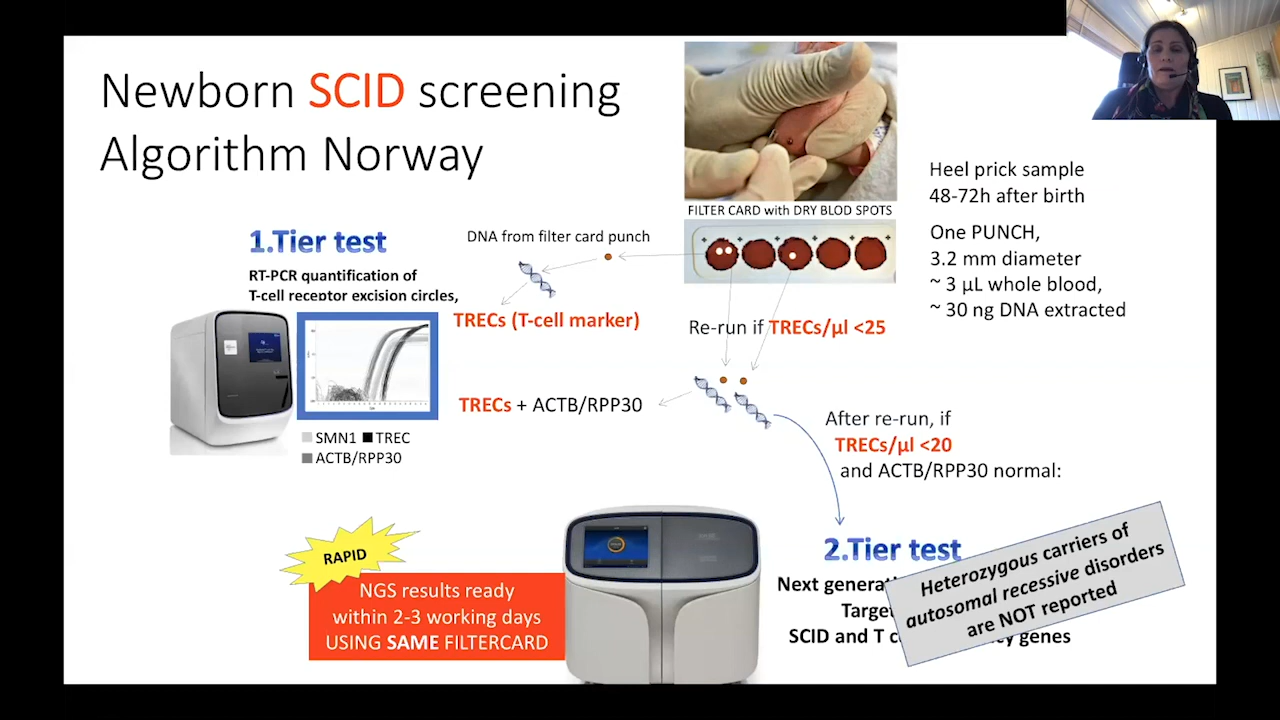 Newborn SCID screening
Algorithm Norway
FILTER CARD with DRY BLOD SPOTS
Heel prick sample
48-72h after birth
One PUNCH,
3.2 mm diameter
~ 3 µL whole blood,
~ 30 ng DNA extracted
1.Tier test
RT-PCR quantification of
T-cell receptor excision circles,
DNA from filter card punch
TRECs (T-cell marker)
Re-run if TRECs/µl <25
TRECs + ACTB/RPP30
SMN1 TREC
ACTB/RPP30
After re-run, if
TRECs/µl <20
and ACTB/RPP30 normal:
RAPID
NGS results ready
within 2-3 working days
USING SAME FILTERCARD
2.Tier test
Next
SCID and T genes
Heterozygous carriers of
autosomal recessive disorders
are NOT reported